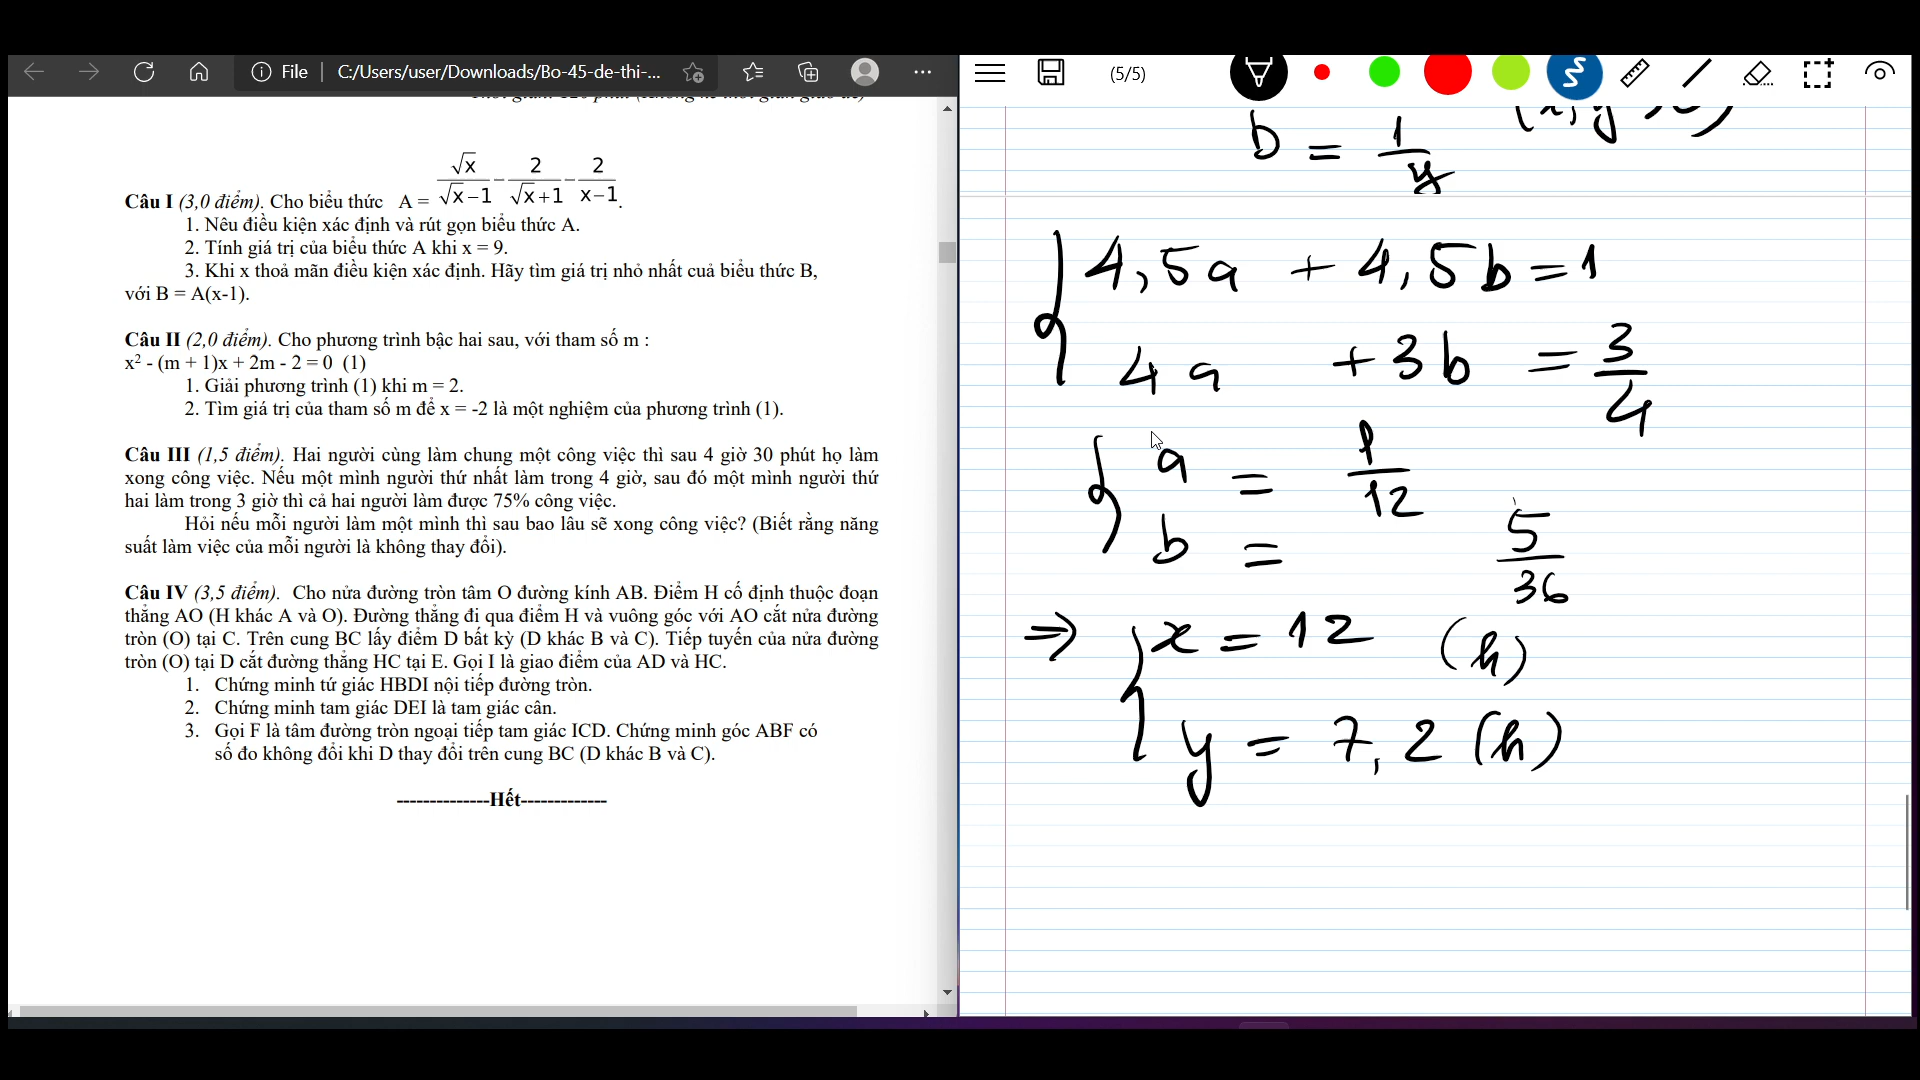 File C:/Users/user/Downloads/Bo-45-de-thi-...
(5/5)
Câu I (3,0 điểm). Cho biểu thức A = √x/(√x−1) − 2/(√x+1) − 2/(x−1).
1. Nêu điều kiện xác định và rút gọn biểu thức A.
2. Tính giá trị của biểu thức A khi x = 9.
3. Khi x thoả mãn điều kiện xác định. Hãy tìm giá trị nhỏ nhất cuả biểu thức B,
với B = A(x-1).
Câu II (2,0 điểm). Cho phương trình bậc hai sau, với tham số m :
x² - (m + 1)x + 2m - 2 = 0 (1)
1. Giải phương trình (1) khi m = 2.
2. Tìm giá trị của tham số m để x = -2 là một nghiệm của phương trình (1).
Câu III (1,5 điểm). Hai người cùng làm chung một công việc thì sau 4 giờ 30 phút họ làm
xong công việc. Nếu một mình người thứ nhất làm trong 4 giờ, sau đó một mình người thứ
hai làm trong 3 giờ thì cả hai người làm được 75% công việc.
Hỏi nếu mỗi người làm một mình thì sau bao lâu sẽ xong công việc? (Biết rằng năng
suất làm việc của mỗi người là không thay đổi).
Câu IV (3,5 điểm). Cho nửa đường tròn tâm O đường kính AB. Điểm H cố định thuộc đoạn
thẳng AO (H khác A và O). Đường thẳng đi qua điểm H và vuông góc với AO cắt nửa đường
tròn (O) tại C. Trên cung BC lấy điểm D bất kỳ (D khác B và C). Tiếp tuyến của nửa đường
tròn (O) tại D cắt đường thẳng HC tại E. Gọi I là giao điểm của AD và HC.
1. Chứng minh tứ giác HBDI nội tiếp đường tròn.
2. Chứng minh tam giác DEI là tam giác cân.
3. Gọi F là tâm đường tròn ngoại tiếp tam giác ICD. Chứng minh góc ABF có
số đo không đổi khi D thay đổi trên cung BC (D khác B và C).
--------------Hết-------------
b = 1/y
4,5a + 4,5b = 1
4a + 3b = 3/4
a = 1/12
b = 5/36
⇒ x = 12 (h)
y = 7,2 (h)